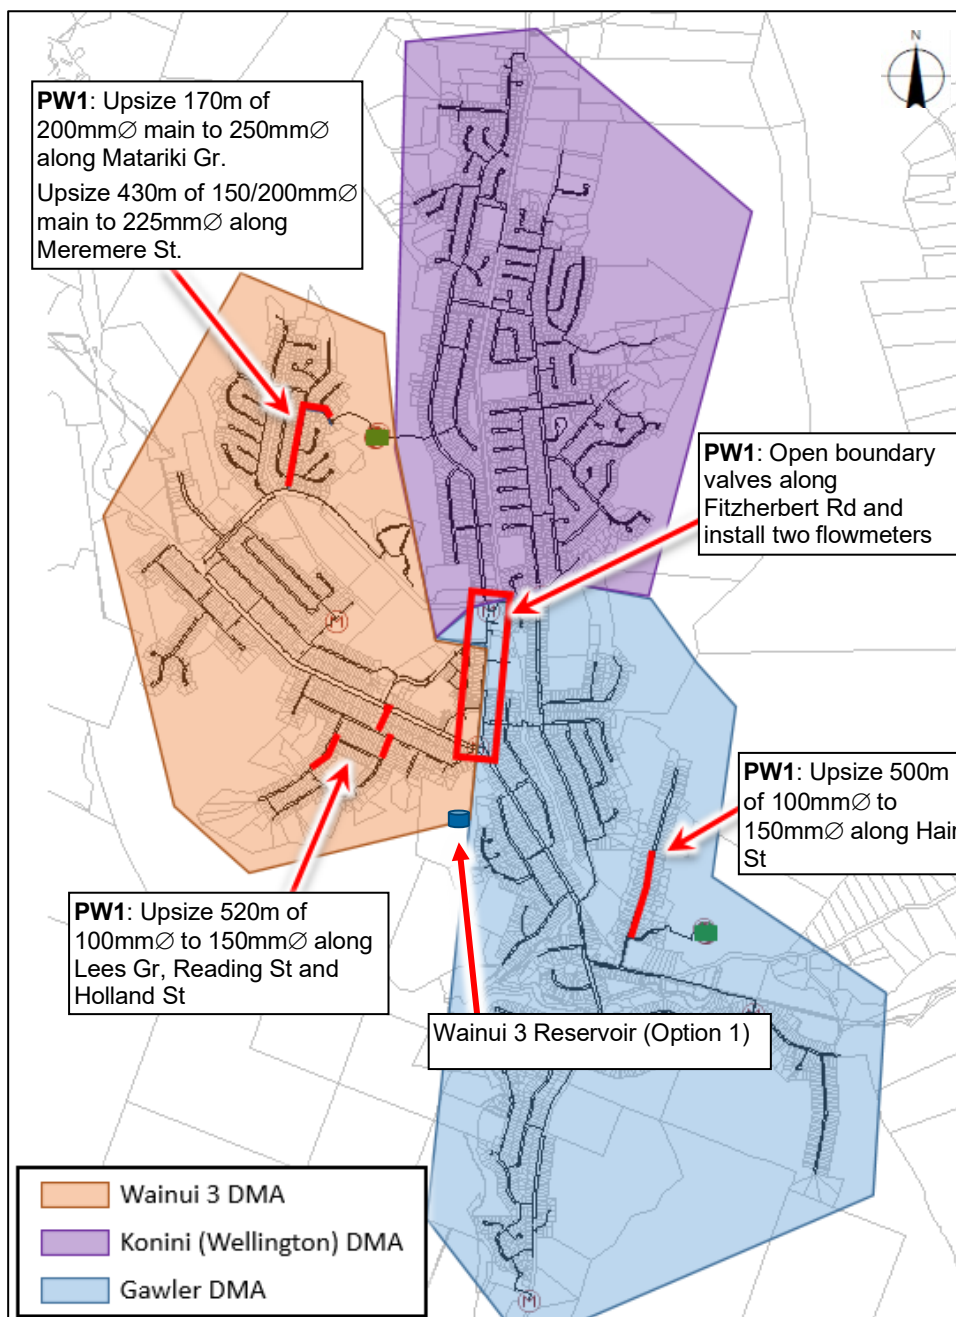 N
PW1: Upsize 170m of
200mm∅ main to 250mm∅
along Matariki Gr.
Upsize 430m of 150/200mm∅
main to 225mm∅ along
Meremere St.
PW1: Open boundary
valves along
Fitzherbert Rd and
install two flowmeters
M
M
PW1: Upsize 500m
of 100mm∅ to
150mm∅ along Hair
St
PW1: Upsize 520m of
100mm∅ to 150mm∅ along
Lees Gr, Reading St and
Holland St
Wainui 3 Reservoir (Option 1)
Wainui 3 DMA
Konini (Wellington) DMA
Gawler DMA
M